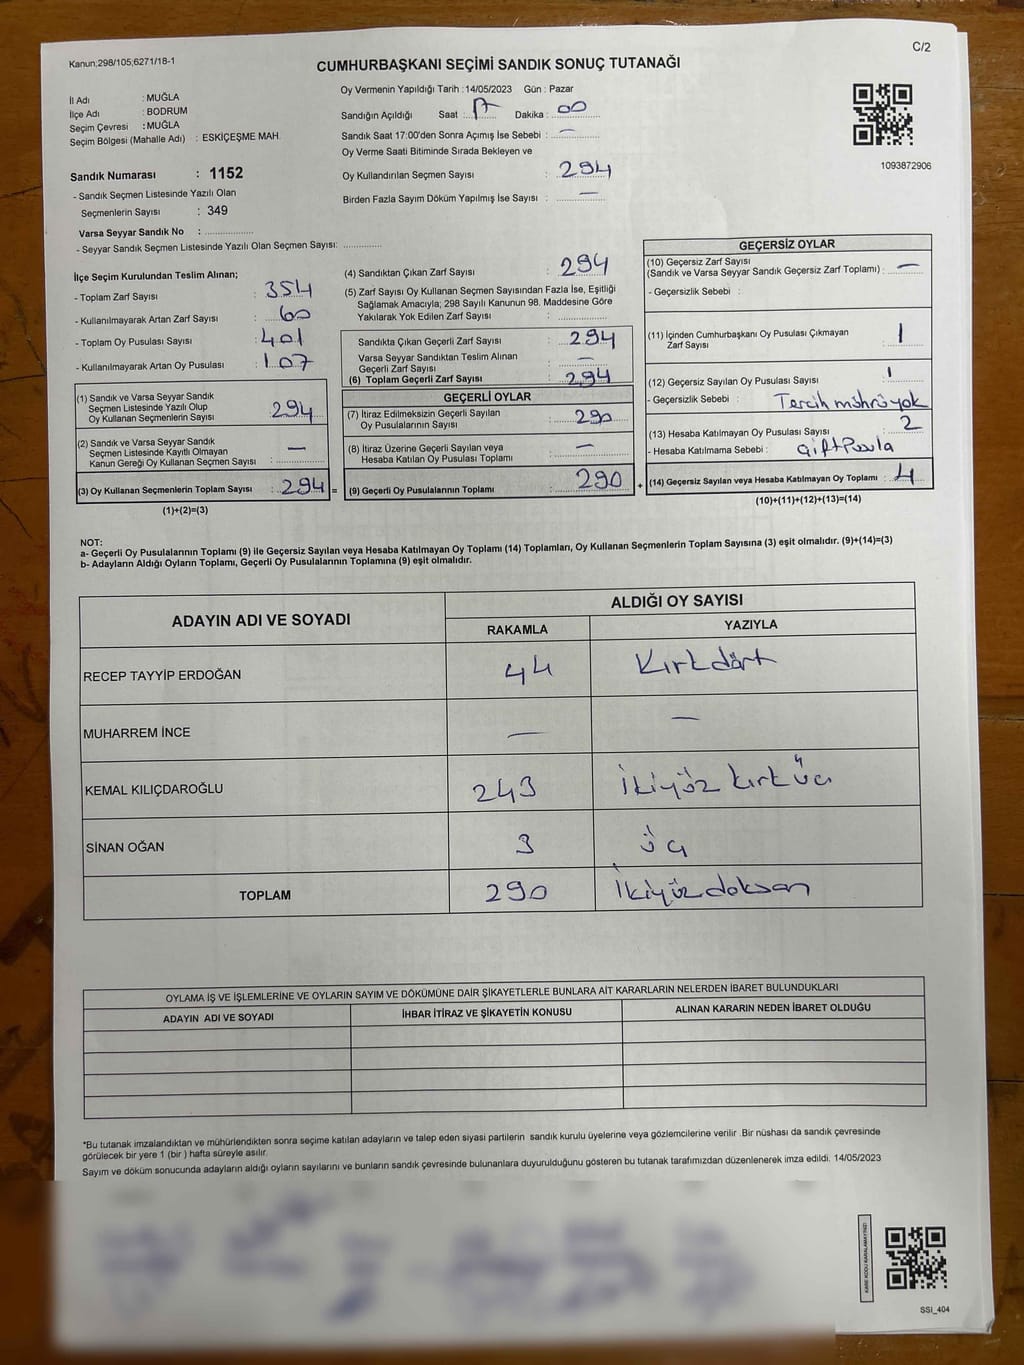 Kanun;298/105;6271/18-1
C/2
CUMHURBAŞKANI SEÇİMİ SANDIK SONUÇ TUTANAĞI
İl Adı : MUĞLA
İlçe Adı : BODRUM
Seçim Çevresi : MUĞLA
Seçim Bölgesi (Mahalle Adı) : ESKİÇEŞME MAH.
Sandık Numarası : 1152
- Sandık Seçmen Listesinde Yazılı Olan
Seçmenlerin Sayısı : 349
Varsa Seyyar Sandık No : ....................
- Seyyar Sandık Seçmen Listesinde Yazılı Olan Seçmen Sayısı: ...............
Oy Vermenin Yapıldığı Tarih : 14/05/2023 Gün : Pazar
Sandığın Açıldığı Saat : 17 Dakika : 00
Sandık Saat 17:00'den Sonra Açımış İse Sebebi : —
Oy Verme Saati Bitiminde Sırada Bekleyen ve
Oy Kullandırılan Seçmen Sayısı : 294
Birden Fazla Sayım Döküm Yapılmış İse Sayısı : —
1093872906
İlçe Seçim Kurulundan Teslim Alınan;
- Toplam Zarf Sayısı : 354
- Kullanılmayarak Artan Zarf Sayısı : 60
- Toplam Oy Pusulası Sayısı : 401
- Kullanılmayarak Artan Oy Pusulası : 107
(1) Sandık ve Varsa Seyyar Sandık
Seçmen Listesinde Yazılı Olup
Oy Kullanan Seçmenlerin Sayısı : 294
(2) Sandık ve Varsa Seyyar Sandık
Seçmen Listesinde Kayıtlı Olmayan
Kanun Gereği Oy Kullanan Seçmen Sayısı : —
(3) Oy Kullanan Seçmenlerin Toplam Sayısı : 294 =
(1)+(2)=(3)
(4) Sandıktan Çıkan Zarf Sayısı : 294
(5) Zarf Sayısı Oy Kullanan Seçmen Sayısından Fazla İse, Eşitliği
Sağlamak Amacıyla; 298 Sayılı Kanunun 98. Maddesine Göre
Yakılarak Yok Edilen Zarf Sayısı : ...............
Sandıkta Çıkan Geçerli Zarf Sayısı : 294
Varsa Seyyar Sandıktan Teslim Alınan
Geçerli Zarf Sayısı : —
(6) Toplam Geçerli Zarf Sayısı : 294
GEÇERLİ OYLAR
(7) İtiraz Edilmeksizin Geçerli Sayılan
Oy Pusulalarının Sayısı : 290
(8) İtiraz Üzerine Geçerli Sayılan veya
Hesaba Katılan Oy Pusulası Toplamı : —
(9) Geçerli Oy Pusulalarının Toplamı : 290 +
GEÇERSİZ OYLAR
(10) Geçersiz Zarf Sayısı
(Sandık ve Varsa Seyyar Sandık Geçersiz Zarf Toplamı) : —
- Geçersizlik Sebebi :
(11) İçinden Cumhurbaşkanı Oy Pusulası Çıkmayan
Zarf Sayısı : 1
(12) Geçersiz Sayılan Oy Pusulası Sayısı : 1
- Geçersizlik Sebebi : Tercih mührü yok
(13) Hesaba Katılmayan Oy Pusulası Sayısı : 2
- Hesaba Katılmama Sebebi : çift Pusula
(14) Geçersiz Sayılan veya Hesaba Katılmayan Oy Toplamı : 4
(10)+(11)+(12)+(13)=(14)
NOT:
a- Geçerli Oy Pusulalarının Toplamı (9) ile Geçersiz Sayılan veya Hesaba Katılmayan Oy Toplamı (14) Toplamları, Oy Kullanan Seçmenlerin Toplam Sayısına (3) eşit olmalıdır. (9)+(14)=(3)
b- Adayların Aldığı Oyların Toplamı, Geçerli Oy Pusulalarının Toplamına (9) eşit olmalıdır.
ADAYIN ADI VE SOYADI
ALDIĞI OY SAYISI
RAKAMLA YAZIYLA
RECEP TAYYİP ERDOĞAN 44 Kırkdört
MUHARREM İNCE — —
KEMAL KILIÇDAROĞLU 243 İkiyüz kırk üç
SİNAN OĞAN 3 üç
TOPLAM 290 İkiyüz doksan
OYLAMA İŞ VE İŞLEMLERİNE VE OYLARIN SAYIM VE DÖKÜMÜNE DAİR ŞİKAYETLERLE BUNLARA AİT KARARLARIN NELERDEN İBARET BULUNDUKLARI
ADAYIN ADI VE SOYADI İHBAR İTİRAZ VE ŞİKAYETİN KONUSU ALINAN KARARIN NEDEN İBARET OLDUĞU
*Bu tutanak imzalandıktan ve mühürlendikten sonra seçime katılan adayların ve talep eden siyasi partilerin sandık kurulu üyelerine veya gözlemcilerine verilir .Bir nüshası da sandık çevresinde
görülecek bir yere 1 (bir ) hafta süreyle asılır.
Sayım ve döküm sonucunda adayların aldığı oyların sayılarını ve bunların sandık çevresinde bulunanlara duyurulduğunu gösteren bu tutanak tarafımızdan düzenlenerek imza edildi. 14/05/2023
SSI_404